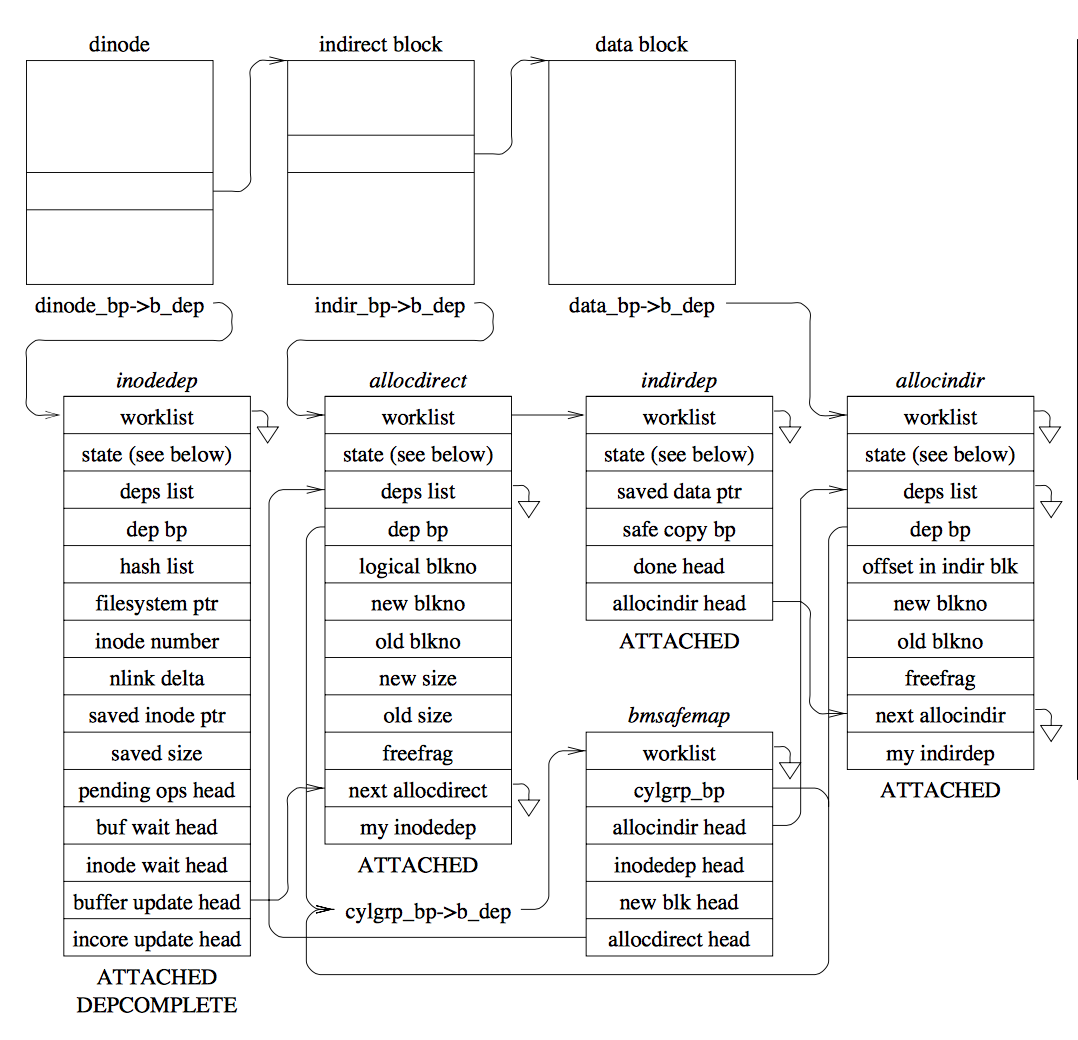 dinode
indirect block
data block
dinode_bp->b_dep
indir_bp->b_dep
data_bp->b_dep
inodedep
worklist
state (see below)
deps list
dep bp
hash list
filesystem ptr
inode number
nlink delta
saved inode ptr
saved size
pending ops head
buf wait head
inode wait head
buffer update head
incore update head
ATTACHED
DEPCOMPLETE
allocdirect
worklist
state (see below)
deps list
dep bp
logical blkno
new blkno
old blkno
new size
old size
freefrag
next allocdirect
my inodedep
ATTACHED
cylgrp_bp->b_dep
indirdep
worklist
state (see below)
saved data ptr
safe copy bp
done head
allocindir head
ATTACHED
bmsafemap
worklist
cylgrp_bp
allocindir head
inodedep head
new blk head
allocdirect head
allocindir
worklist
state (see below)
deps list
dep bp
offset in indir blk
new blkno
old blkno
freefrag
next allocindir
my indirdep
ATTACHED